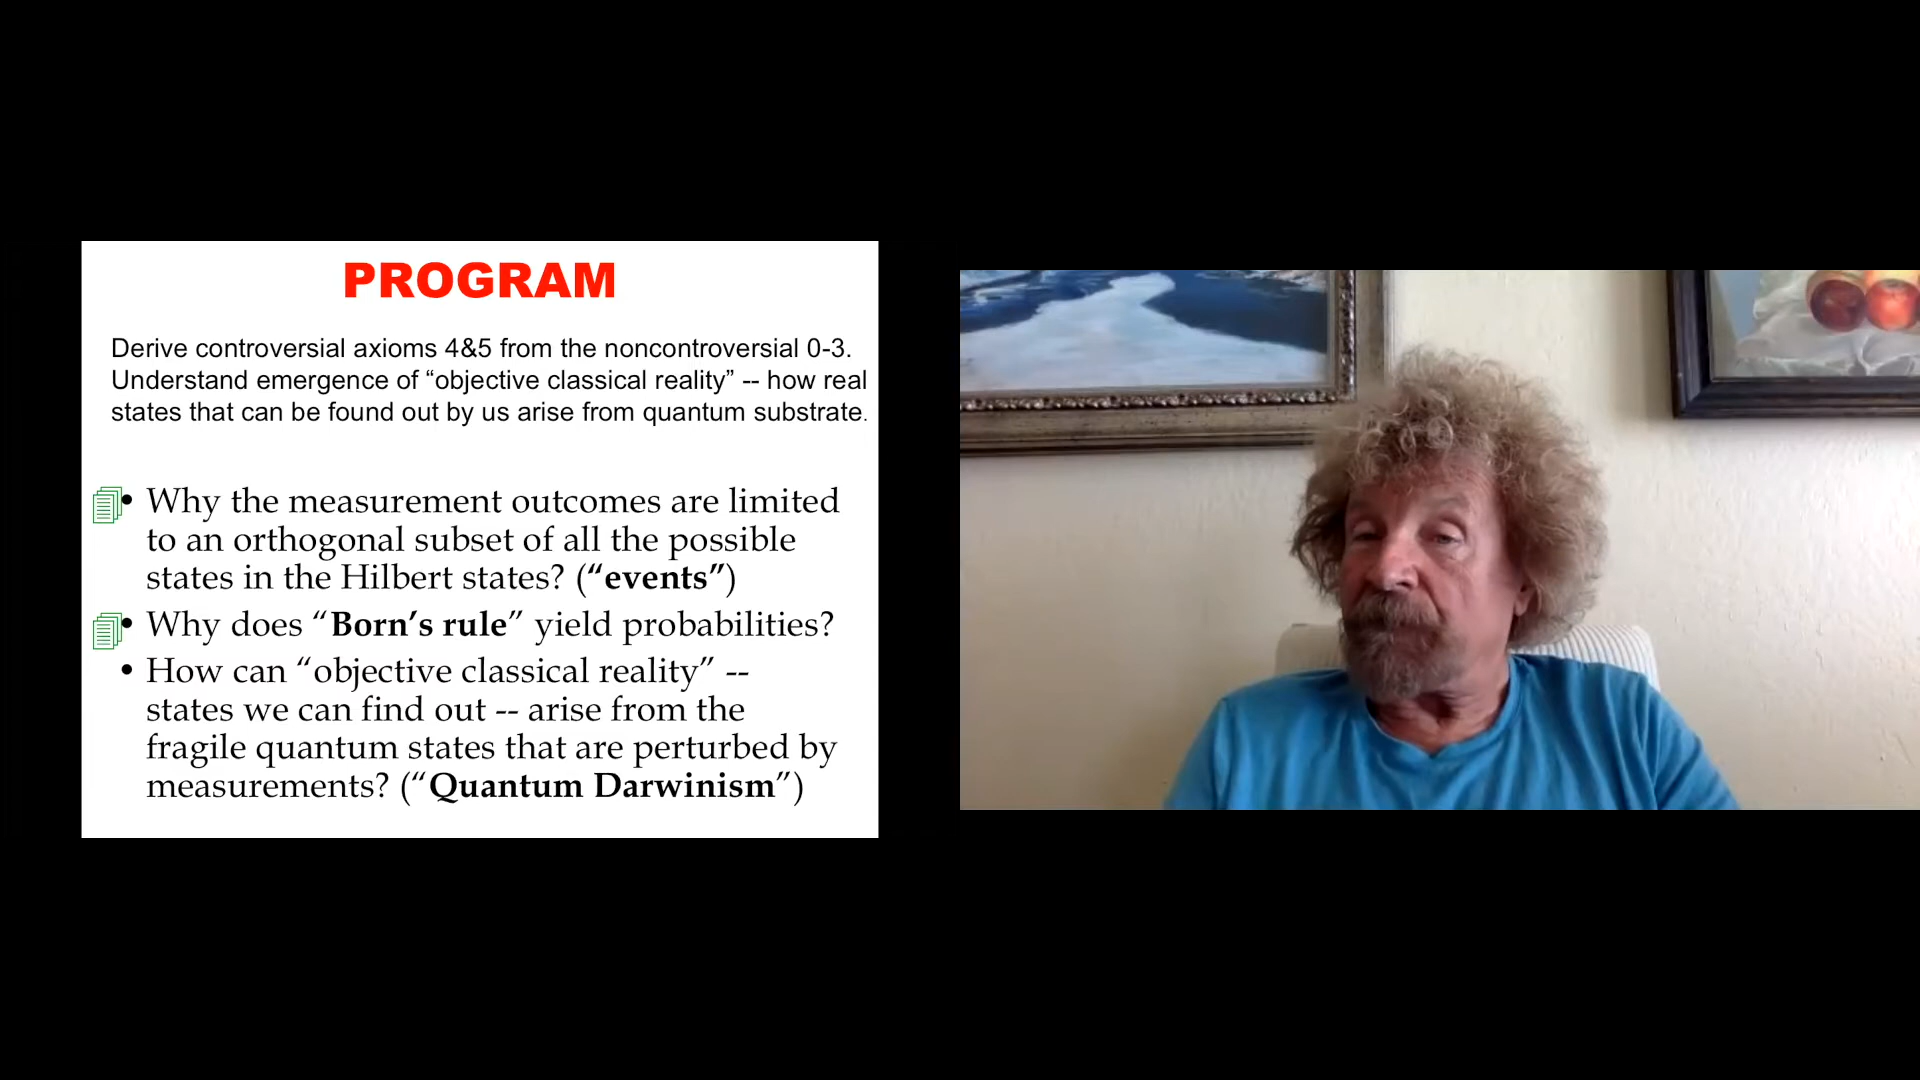 PROGRAM
Derive controversial axioms 4&5 from the noncontroversial 0-3.
Understand emergence of “objective classical reality” -- how real
states that can be found out by us arise from quantum substrate.
• Why the measurement outcomes are limited
to an orthogonal subset of all the possible
states in the Hilbert states? (“events”)
• Why does “Born’s rule” yield probabilities?
• How can “objective classical reality” --
states we can find out -- arise from the
fragile quantum states that are perturbed by
measurements? (“Quantum Darwinism”)